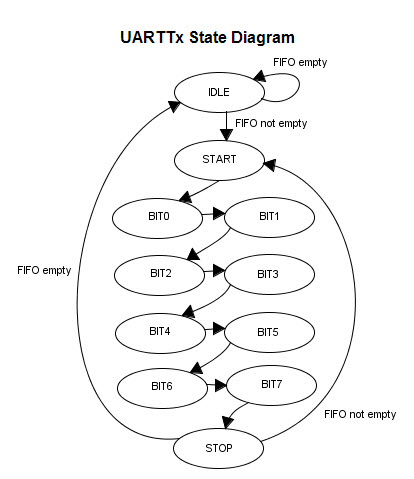 UARTTx State Diagram
FIFO empty
IDLE
FIFO not empty
START
BIT0
BIT1
BIT2
BIT3
FIFO empty
BIT4
BIT5
BIT6
BIT7
FIFO not empty
STOP